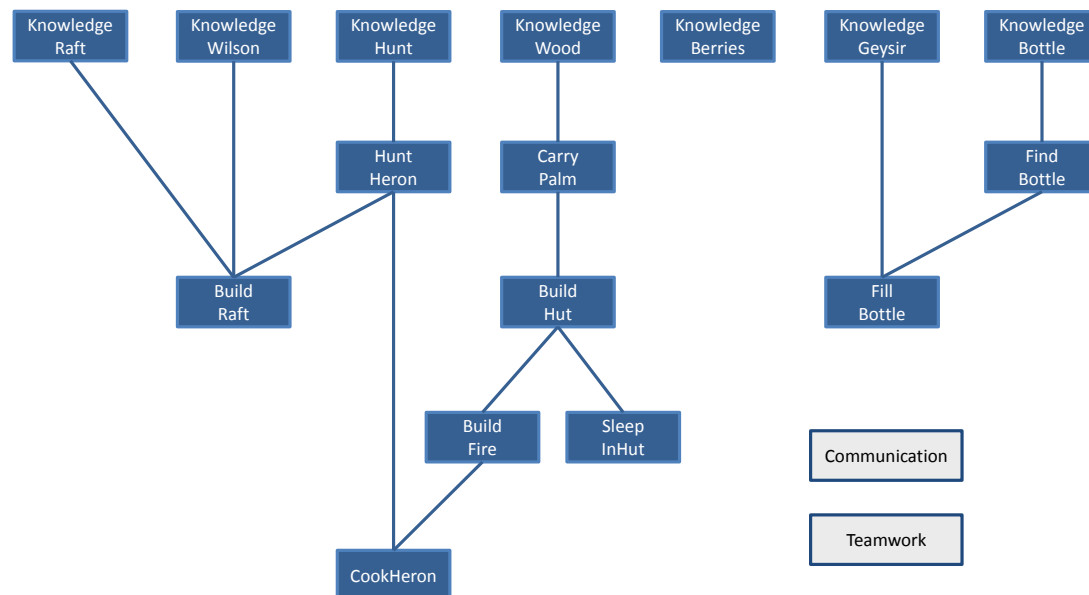 Knowledge
Raft
Knowledge
Wilson
Knowledge
Hunt
Knowledge
Wood
Knowledge
Berries
Knowledge
Geysir
Knowledge
Bottle
Hunt
Heron
Carry
Palm
Find
Bottle
Build
Raft
Build
Hut
Fill
Bottle
Build
Fire
Sleep
InHut
Communication
Teamwork
CookHeron